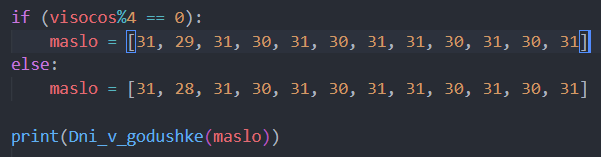 if (visocos%4 == 0):
    maslo = [31, 29, 31, 30, 31, 30, 31, 31, 30, 31, 30, 31]
else:
    maslo = [31, 28, 31, 30, 31, 30, 31, 31, 30, 31, 30, 31]
print(Dni_v_godushke(maslo))